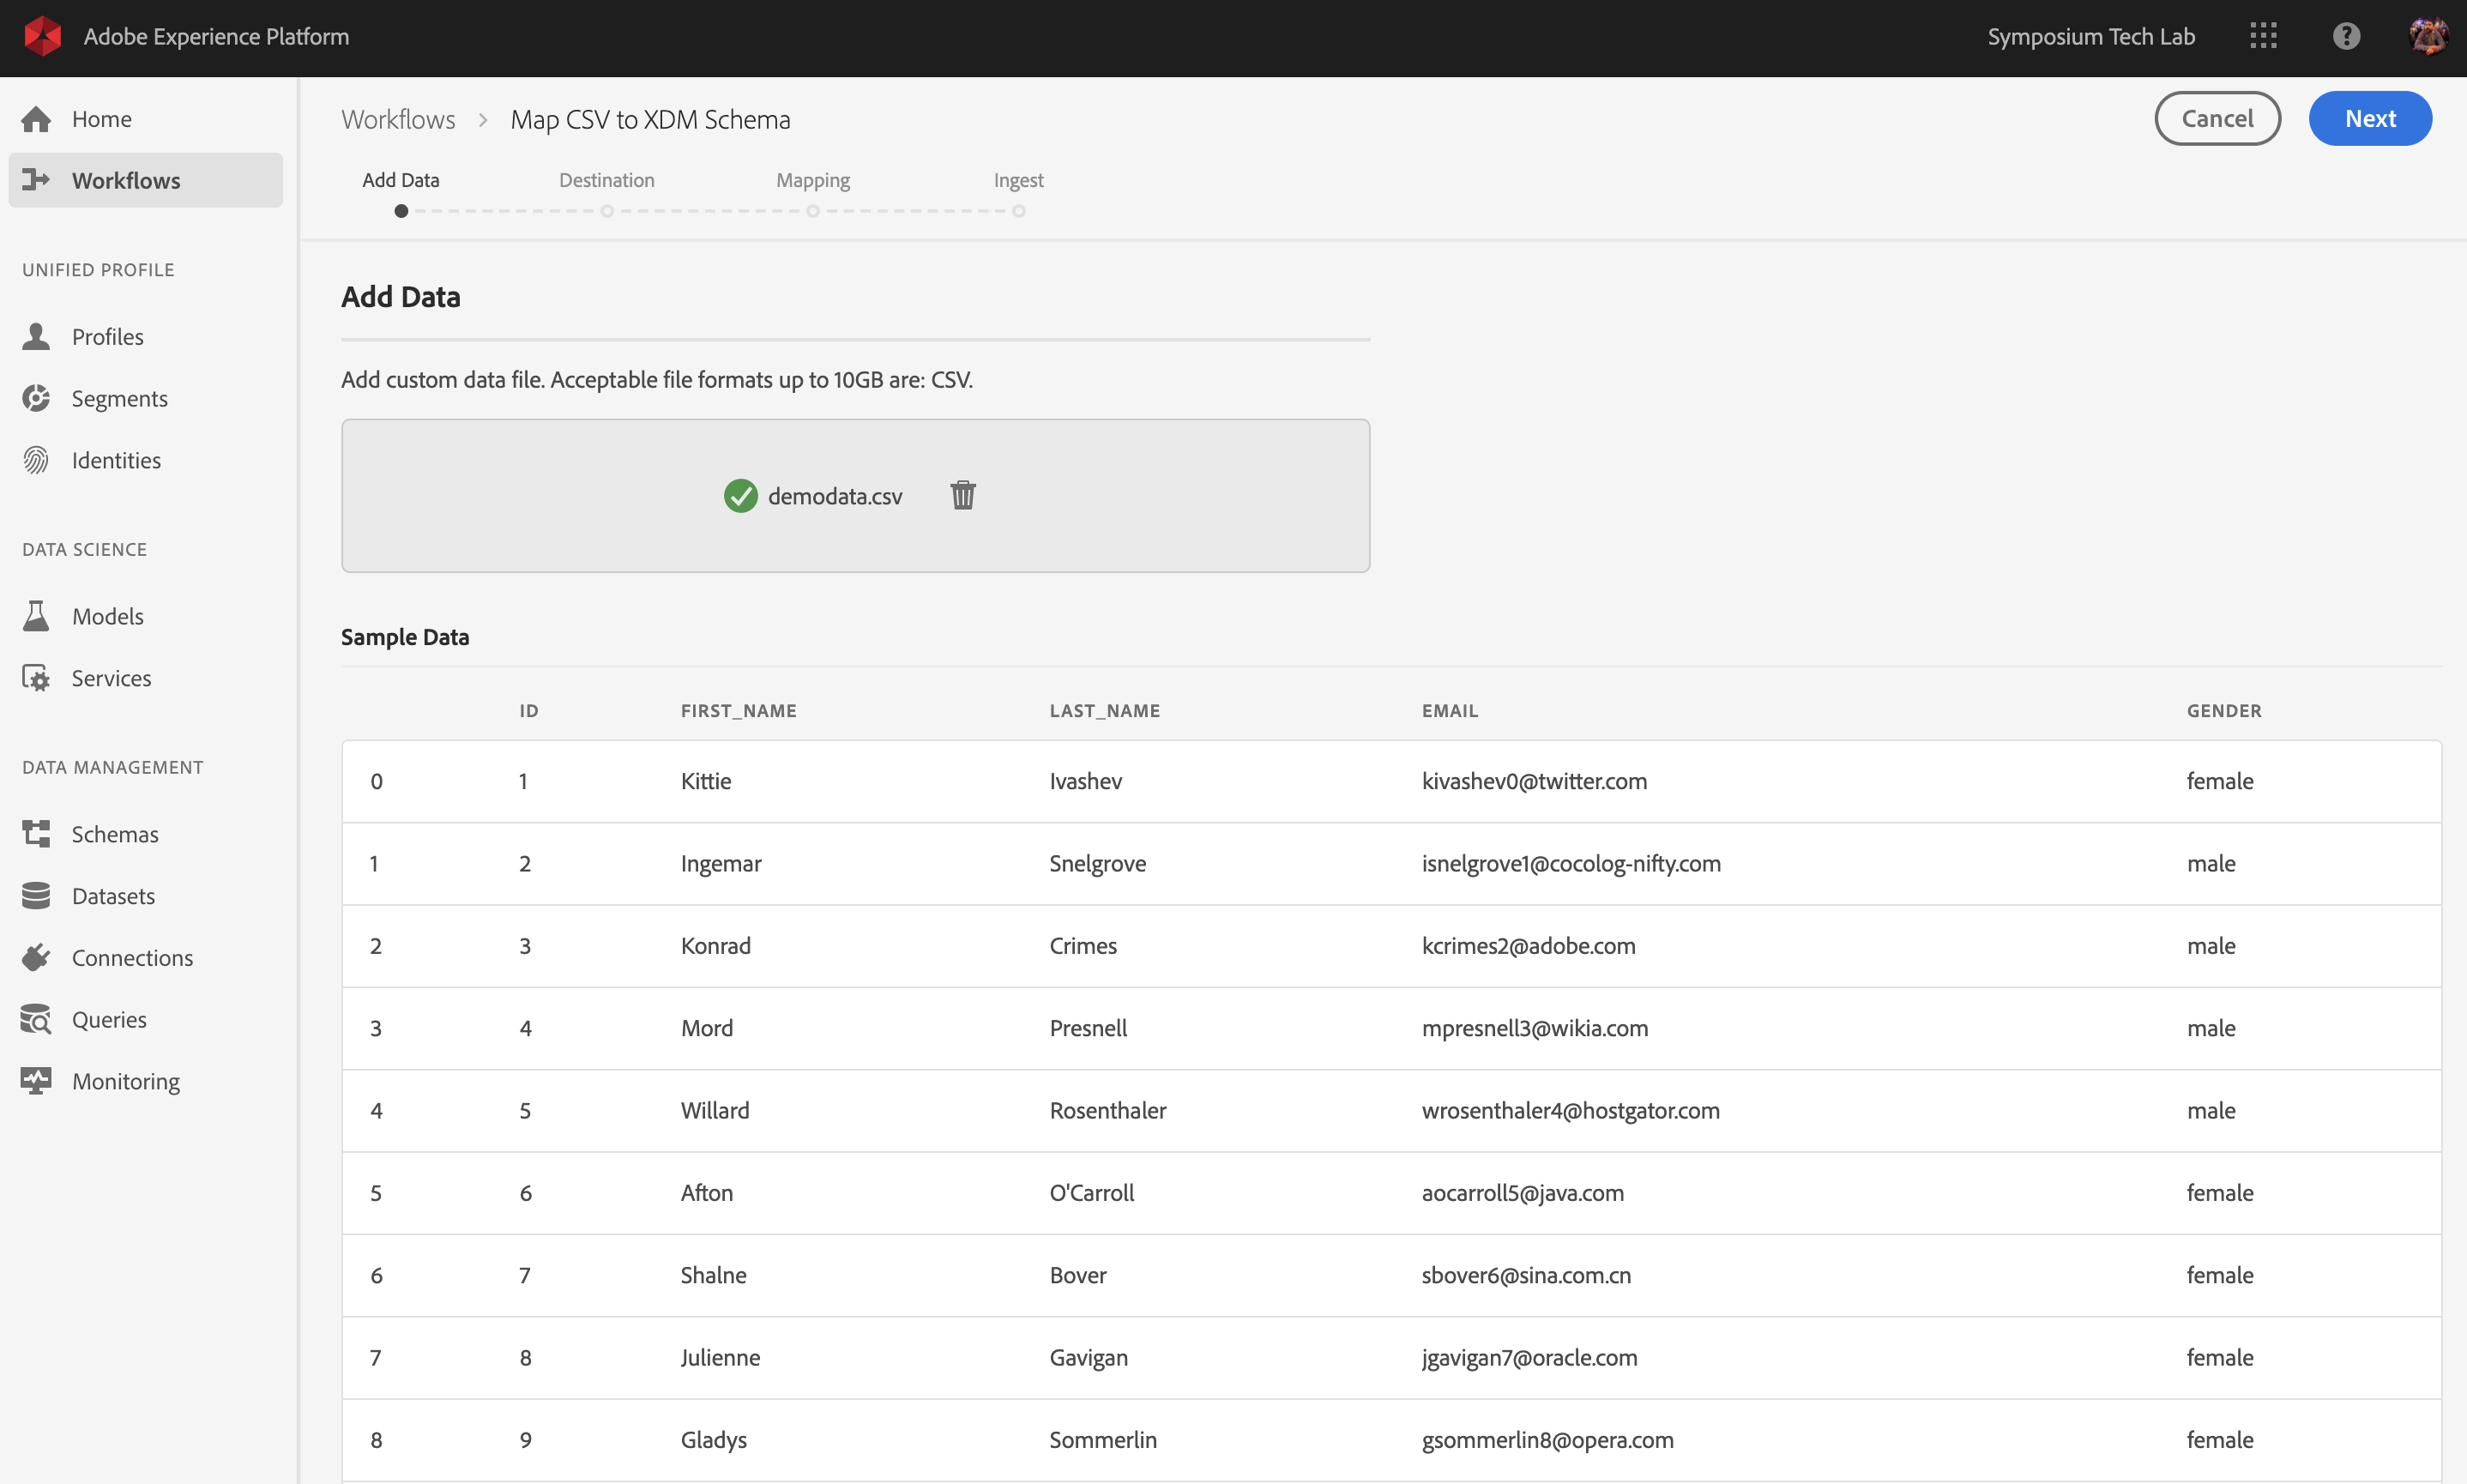 Adobe Experience Platform
Symposium Tech Lab
?
Home
Workflows
UNIFIED PROFILE
Profiles
Segments
Identities
DATA SCIENCE
Models
Services
DATA MANAGEMENT
Schemas
Datasets
Connections
Queries
Monitoring
Workflows > Map CSV to XDM Schema
Cancel
Next
Add Data Destination Mapping Ingest
Add Data
Add custom data file. Acceptable file formats up to 10GB are: CSV.
demodata.csv
Sample Data
ID FIRST_NAME LAST_NAME EMAIL GENDER
0 1 Kittie Ivashev kivashev0@twitter.com female
1 2 Ingemar Snelgrove isnelgrove1@cocolog-nifty.com male
2 3 Konrad Crimes kcrimes2@adobe.com male
3 4 Mord Presnell mpresnell3@wikia.com male
4 5 Willard Rosenthaler wrosenthaler4@hostgator.com male
5 6 Afton O'Carroll aocarroll5@java.com female
6 7 Shalne Bover sbover6@sina.com.cn female
7 8 Julienne Gavigan jgavigan7@oracle.com female
8 9 Gladys Sommerlin gsommerlin8@opera.com female